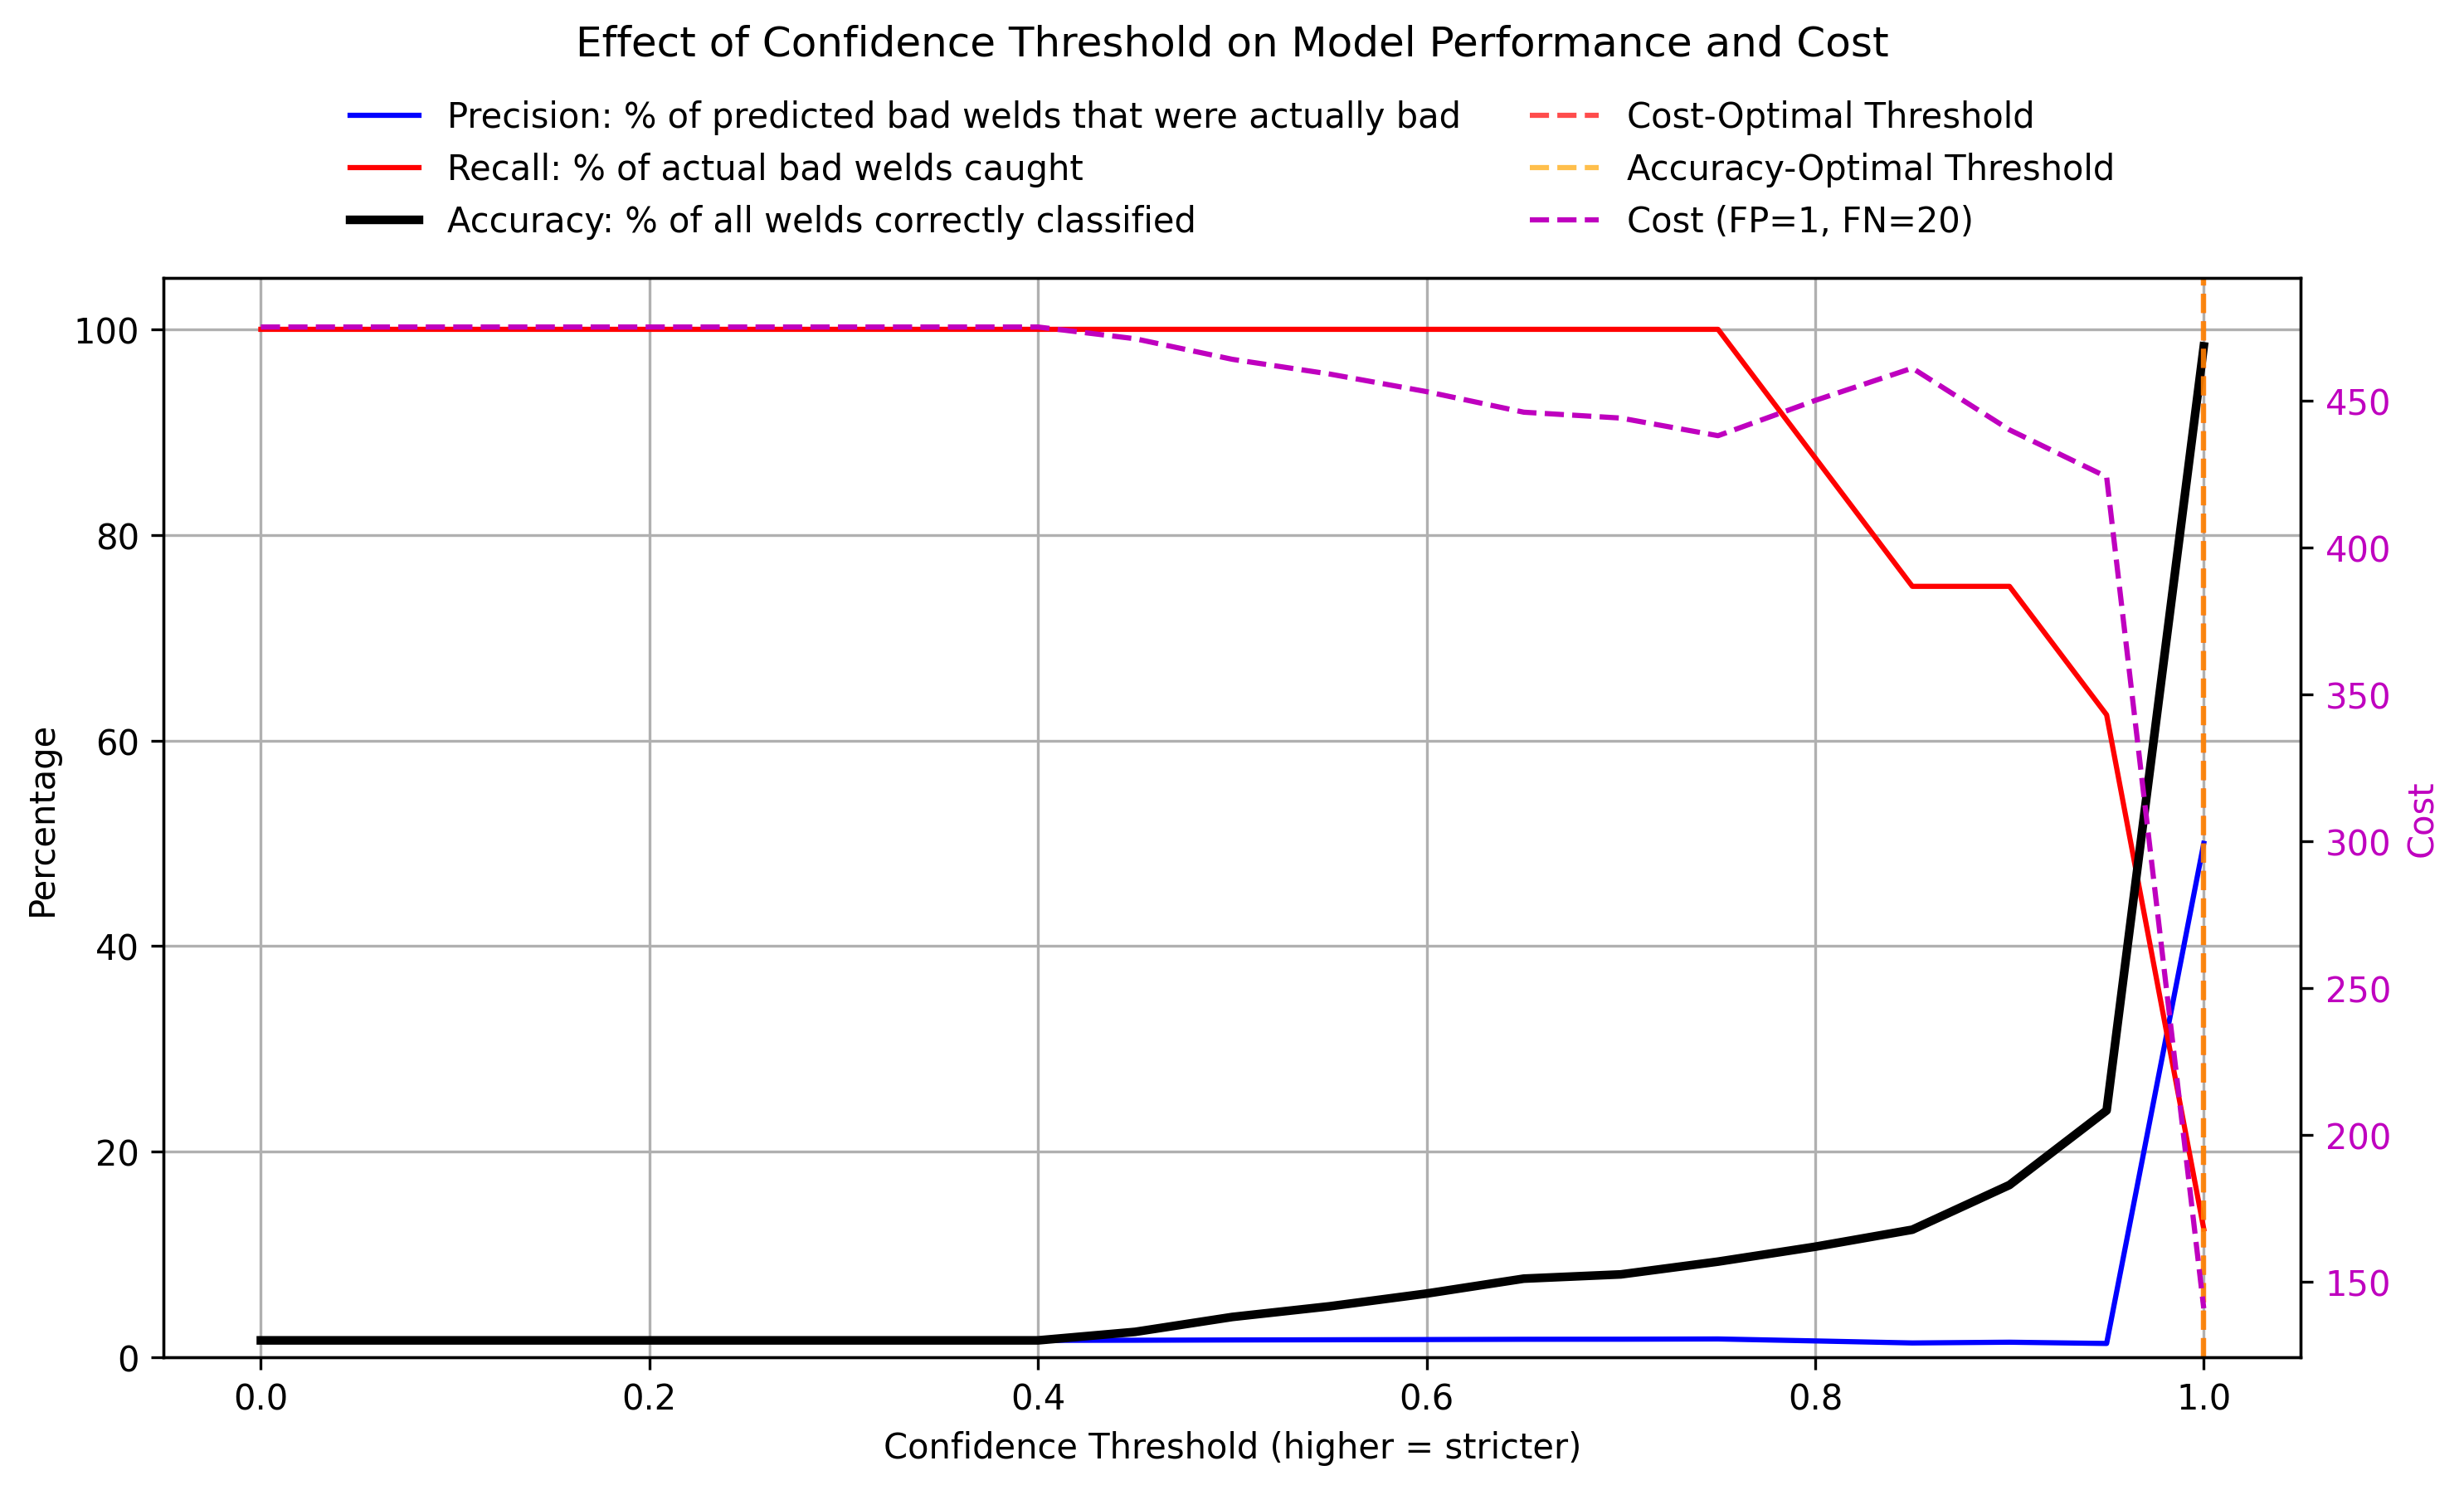 Effect of Confidence Threshold on Model Performance and Cost
Precision: % of predicted bad welds that were actually bad
Recall: % of actual bad welds caught
Accuracy: % of all welds correctly classified
Cost-Optimal Threshold
Accuracy-Optimal Threshold
Cost (FP=1, FN=20)
Percentage
100
80
60
40
20
0
0.0
0.2
0.4
0.6
0.8
1.0
Confidence Threshold (higher = stricter)
450
400
350
300
250
200
150
Cost